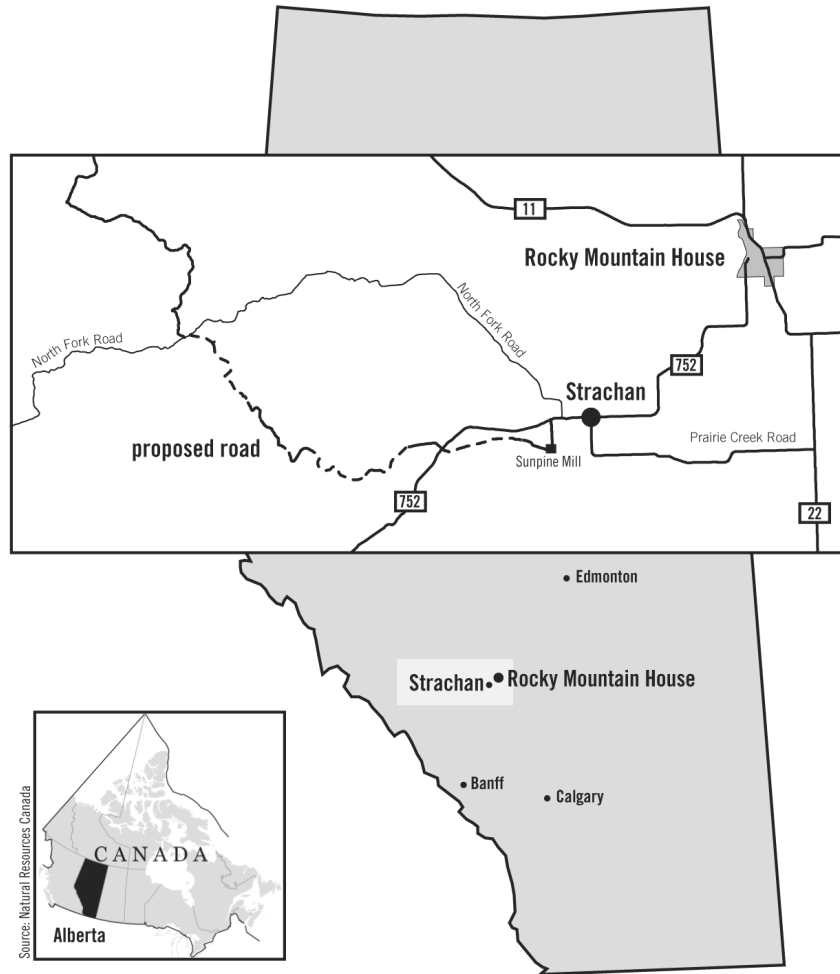 11
Rocky Mountain House
North Fork Road
North Fork Road
752
Strachan
proposed road
Prairie Creek Road
Sunpine Mill
752
22
Edmonton
Strachan
Rocky Mountain House
Banff
Calgary
CANADA
Alberta
Source: Natural Resources Canada